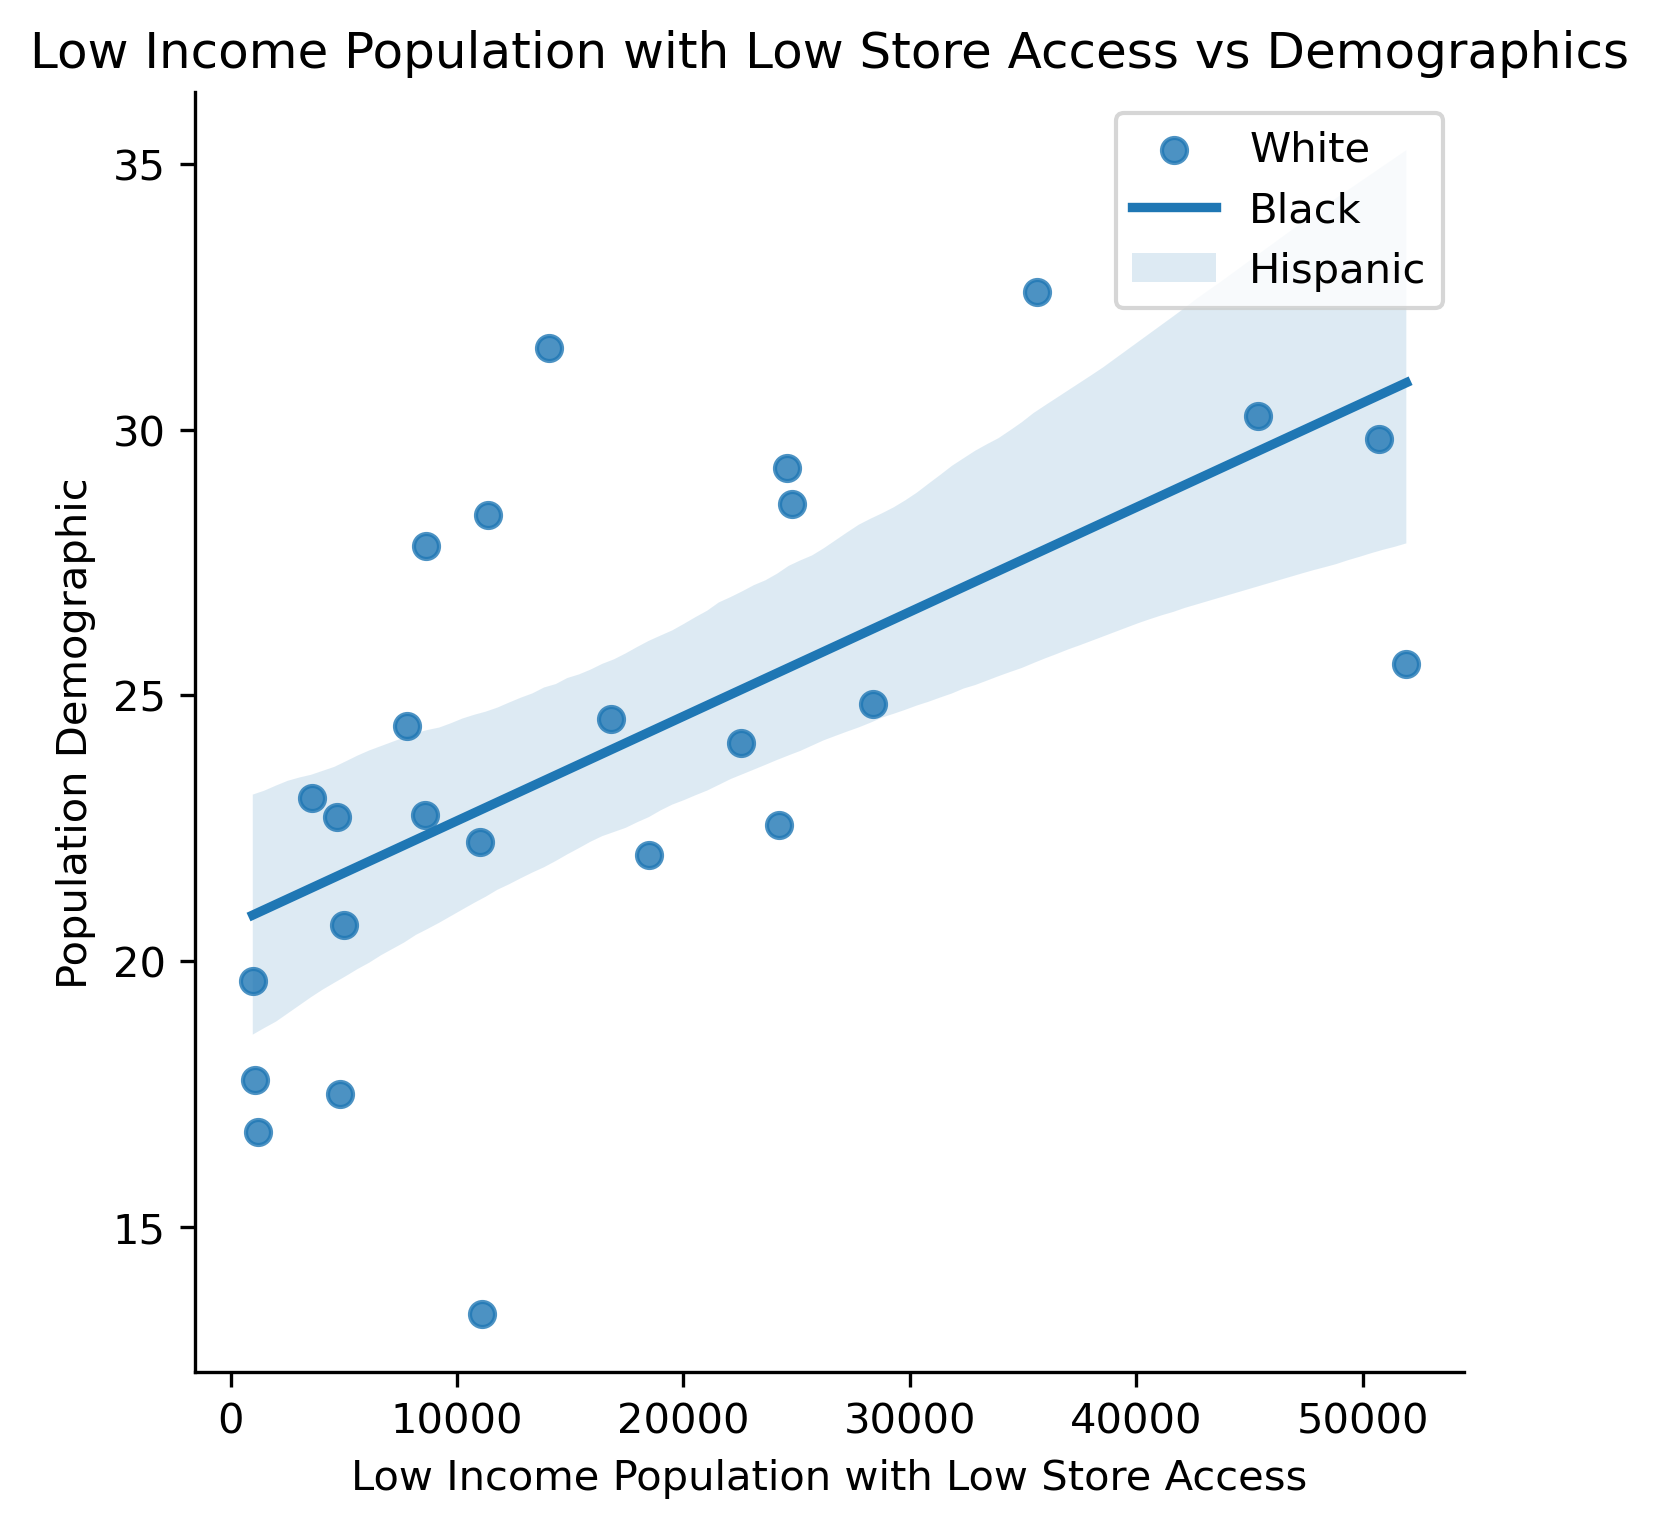 Low Income Population with Low Store Access vs Demographics
White
Black
Hispanic
35
30
25
20
15
Population Demographic
0 10000 20000 30000 40000 50000
Low Income Population with Low Store Access